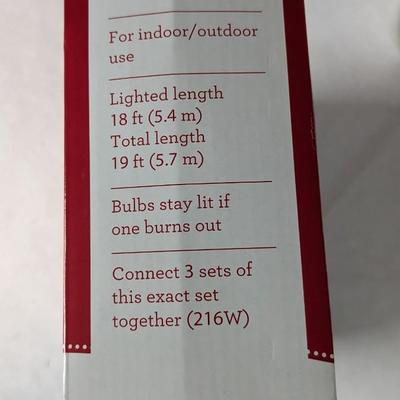 For indoor/outdoor
use
Lighted length
18 ft (5.4 m)
Total length
19 ft (5.7 m)
Bulbs stay lit if
one burns out
Connect 3 sets of
this exact set
together (216W)